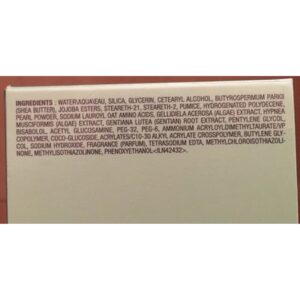 INGREDIENTS : WATER\AQUA\EAU, SILICA, GLYCERIN, CETEARYL ALCOHOL, BUTYROSPERMUM PARKII
(SHEA BUTTER), JOJOBA ESTERS, STEARETH-21, STEARETH-2, PUMICE, HYDROGENATED POLYDECENE,
PEARL POWDER, SODIUM LAUROYL OAT AMINO ACIDS, GELLIDIELA ACEROSA (ALGAE) EXTRACT, HYPNEA
MUSCIFORMIS (ALGAE) EXTRACT, GENTIANA LUTEA (GENTIAN) ROOT EXTRACT, PENTYLENE GLYCOL,
BISABOLOL, ACETYL GLUCOSAMINE, PEG-32, PEG-6, AMMONIUM ACRYLOYLDIMETHYLTAURATE/VP
COPOLYMER, COCO-GLUCOSIDE, ACRYLATES/C10-30 ALKYL ACRYLATE CROSSPOLYMER, BUTYLENE GLY-
COL, SODIUM HYDROXIDE, FRAGRANCE (PARFUM), TETRASODIUM EDTA, METHYLCHLOROISOTHIAZOLI-
NONE, METHYLISOTHIAZOLINONE, PHENOXYETHANOL<ILN42432>